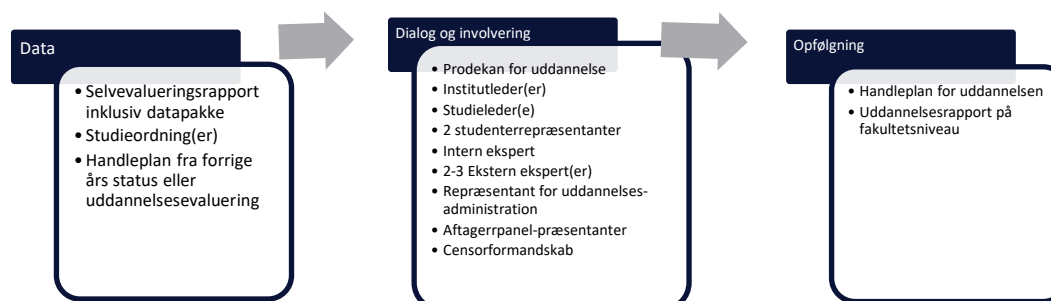 Data
• Selvevalueringsrapport
inklusiv datapakke
• Studieordning(er)
• Handleplan fra forrige
års status eller
uddannelsesevaluering
Dialog og involvering
• Prodekan for uddannelse
• Institutleder(er)
• Studieleder(e)
• 2 studenterrepræsentanter
• Intern ekspert
• 2-3 Ekstern ekspert(er)
• Repræsentant for uddannelses-
administration
• Aftagerrpanel-præsentanter
• Censorformandskab
Opfølgning
• Handleplan for uddannelsen
• Uddannelsesrapport på
fakultetsniveau